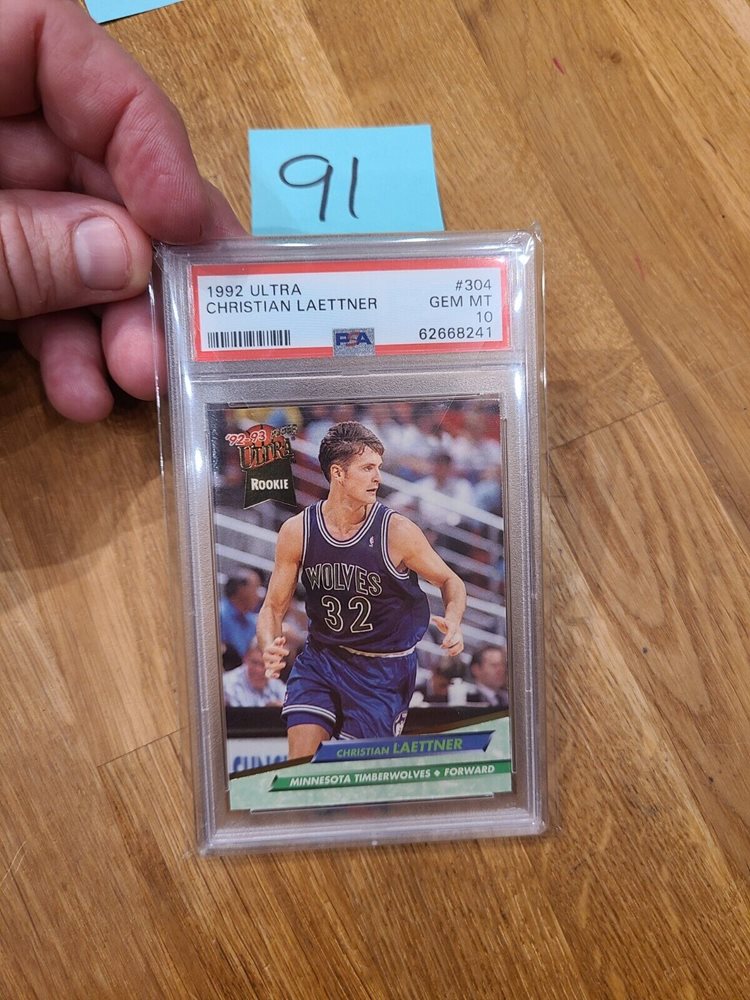 91
1992 ULTRA #304
CHRISTIAN LAETTNER GEM MT
10
PSA 62668241
'92-93 FLEER
ULTRA
ROOKIE
WOLVES
32
CHRISTIAN LAETTNER
MINNESOTA TIMBERWOLVES ◆ FORWARD